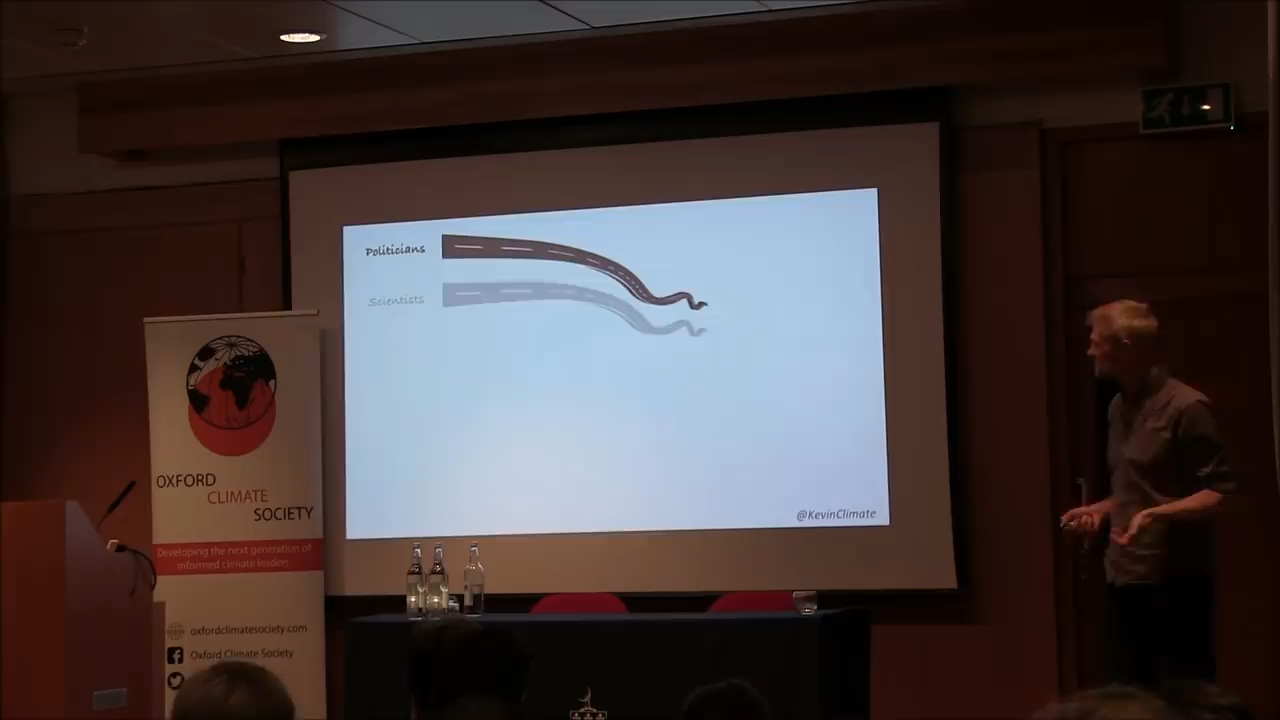 Politicians
Scientists
@KevinClimate
OXFORD
CLIMATE
SOCIETY
Developing the next generation of
informed climate leaders
oxfordclimatesociety.com
Oxford Climate Society